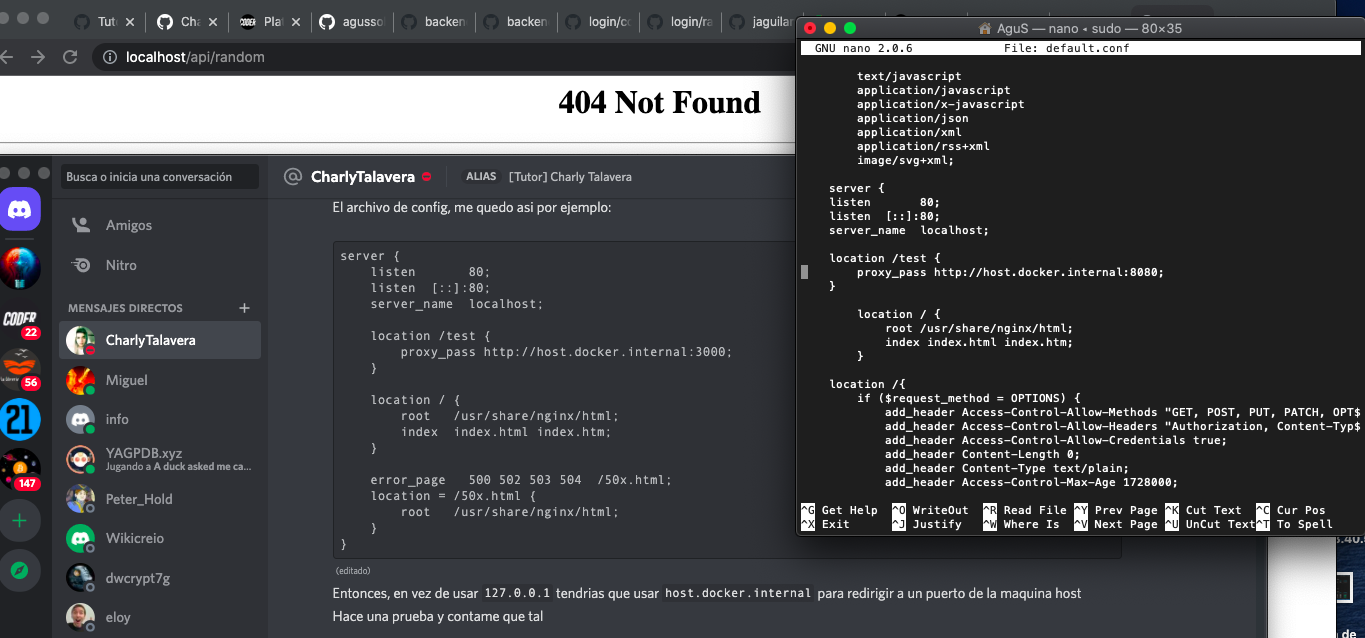 Tuto
Cha
Plat
agusso
backen
backen
login/co
login/ra
jaguilar
localhost/api/random
404 Not Found
AguS — nano ◂ sudo — 80×35
GNU nano 2.0.6 File: default.conf
text/javascript
application/javascript
application/x-javascript
application/json
application/xml
application/rss+xml
image/svg+xml;
server {
listen 80;
listen [::]:80;
server_name localhost;
location /test {
proxy_pass http://host.docker.internal:8080;
}
location / {
root /usr/share/nginx/html;
index index.html index.htm;
}
location /{
if ($request_method = OPTIONS) {
add_header Access-Control-Allow-Methods "GET, POST, PUT, PATCH, OPT$
add_header Access-Control-Allow-Headers "Authorization, Content-Typ$
add_header Access-Control-Allow-Credentials true;
add_header Content-Length 0;
add_header Content-Type text/plain;
add_header Access-Control-Max-Age 1728000;
^G Get Help ^O WriteOut ^R Read File ^Y Prev Page ^K Cut Text ^C Cur Pos
^X Exit ^J Justify ^W Where Is ^V Next Page ^U UnCut Text ^T To Spell
CODER
22
56
21
147
Busca o inicia una conversación
Amigos
Nitro
MENSAJES DIRECTOS +
CharlyTalavera
Miguel
info
YAGPDB.xyz
Jugando a A duck asked me ca...
Peter_Hold
Wikicreio
dwcrypt7g
eloy
@ CharlyTalavera ALIAS [Tutor] Charly Talavera
El archivo de config, me quedo asi por ejemplo:
server {
listen 80;
listen [::]:80;
server_name localhost;
location /test {
proxy_pass http://host.docker.internal:3000;
}
location / {
root /usr/share/nginx/html;
index index.html index.htm;
}
error_page 500 502 503 504 /50x.html;
location = /50x.html {
root /usr/share/nginx/html;
}
}
(editado)
Entonces, en vez de usar 127.0.0.1 tendrias que usar host.docker.internal para redirigir a un puerto de la maquina host
Hace una prueba y contame que tal